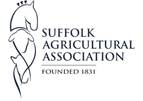 SUFFOLK
AGRICULTURAL
ASSOCIATION
FOUNDED 1831